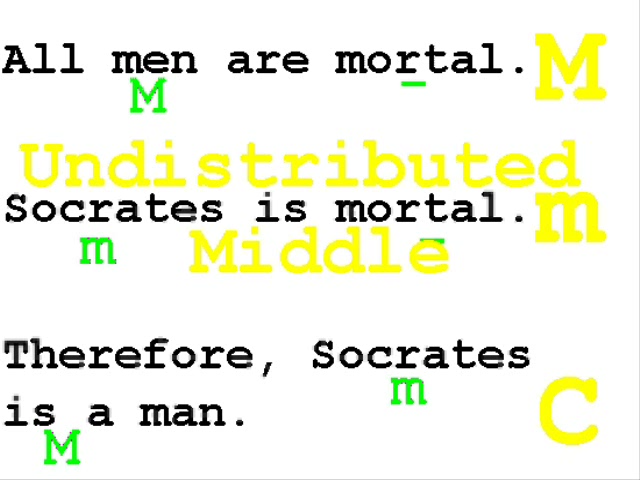 All men are mortal. M
M –
Undistributed
Socrates is mortal. m
m Middle –
Therefore, Socrates
m
is a man. C
M